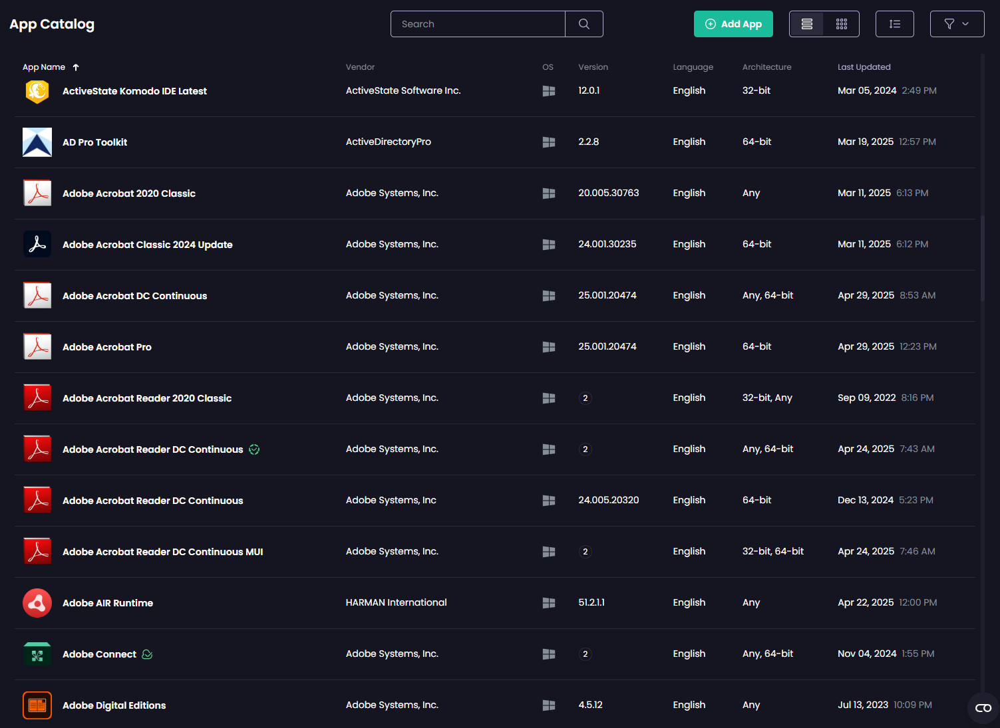 App Catalog Search Add App
App Name Vendor OS Version Language Architecture Last Updated
ActiveState Komodo IDE Latest ActiveState Software Inc. 12.0.1 English 32-bit Mar 05, 2024 2:49 PM
AD Pro Toolkit ActiveDirectoryPro 2.2.8 English 64-bit Mar 19, 2025 12:57 PM
Adobe Acrobat 2020 Classic Adobe Systems, Inc. 20.005.30763 English Any Mar 11, 2025 6:13 PM
Adobe Acrobat Classic 2024 Update Adobe Systems, Inc. 24.001.30235 English 64-bit Mar 11, 2025 6:12 PM
Adobe Acrobat DC Continuous Adobe Systems, Inc. 25.001.20474 English Any, 64-bit Apr 29, 2025 8:53 AM
Adobe Acrobat Pro Adobe Systems, Inc. 25.001.20474 English 64-bit Apr 29, 2025 12:23 PM
Adobe Acrobat Reader 2020 Classic Adobe Systems, Inc. 2 English 32-bit, Any Sep 09, 2022 8:16 PM
Adobe Acrobat Reader DC Continuous Adobe Systems, Inc. 2 English Any, 64-bit Apr 24, 2025 7:43 AM
Adobe Acrobat Reader DC Continuous Adobe Systems, Inc 24.005.20320 English 64-bit Dec 13, 2024 5:23 PM
Adobe Acrobat Reader DC Continuous MUI Adobe Systems, Inc. 2 English 32-bit, 64-bit Apr 24, 2025 7:46 AM
Adobe AIR Runtime HARMAN International 51.2.1.1 English Any Apr 22, 2025 12:00 PM
Adobe Connect Adobe Systems, Inc. 2 English Any, 64-bit Nov 04, 2024 1:55 PM
Adobe Digital Editions Adobe Systems, Inc. 4.5.12 English Any Jul 13, 2023 10:09 PM